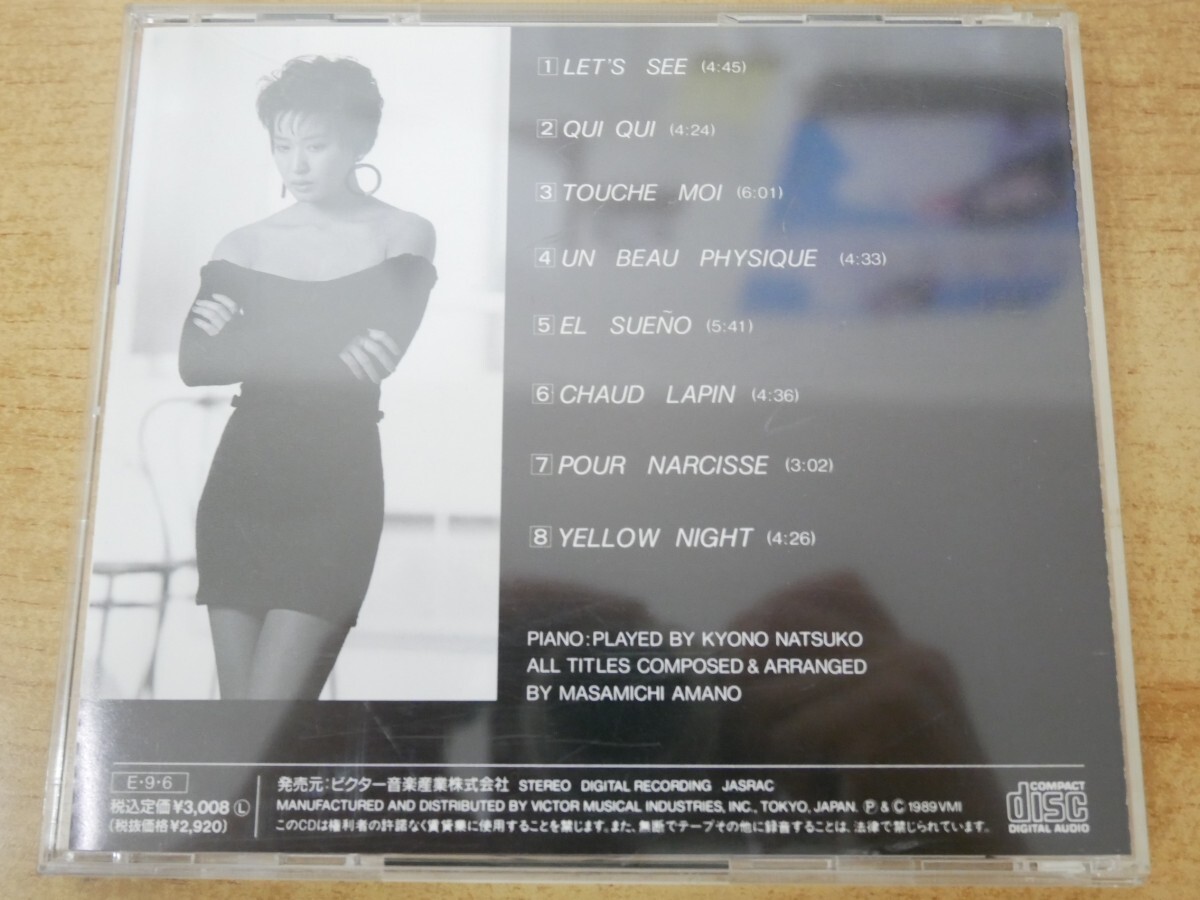 1 LET'S SEE (4:45)
2 QUI QUI (4:24)
3 TOUCHE MOI (6:01)
4 UN BEAU PHYSIQUE (4:33)
5 EL SUEÑO (5:41)
6 CHAUD LAPIN (4:36)
7 POUR NARCISSE (3:02)
8 YELLOW NIGHT (4:26)
PIANO:PLAYED BY KYONO NATSUKO
ALL TITLES COMPOSED & ARRANGED
BY MASAMICHI AMANO
E・9・6
税込定価¥3,008 Ⓛ
(税抜価格¥2,920)
発売元:ビクター音楽産業株式会社 STEREO DIGITAL RECORDING JASRAC
MANUFACTURED AND DISTRIBUTED BY VICTOR MUSICAL INDUSTRIES, INC., TOKYO, JAPAN. Ⓟ & Ⓒ 1989 VMI
このCDは権利者の許諾なく賃貸業に使用することを禁じます。また、無断でテープその他に録音することは、法律で禁じられています。
COMPACT
disc
DIGITAL AUDIO